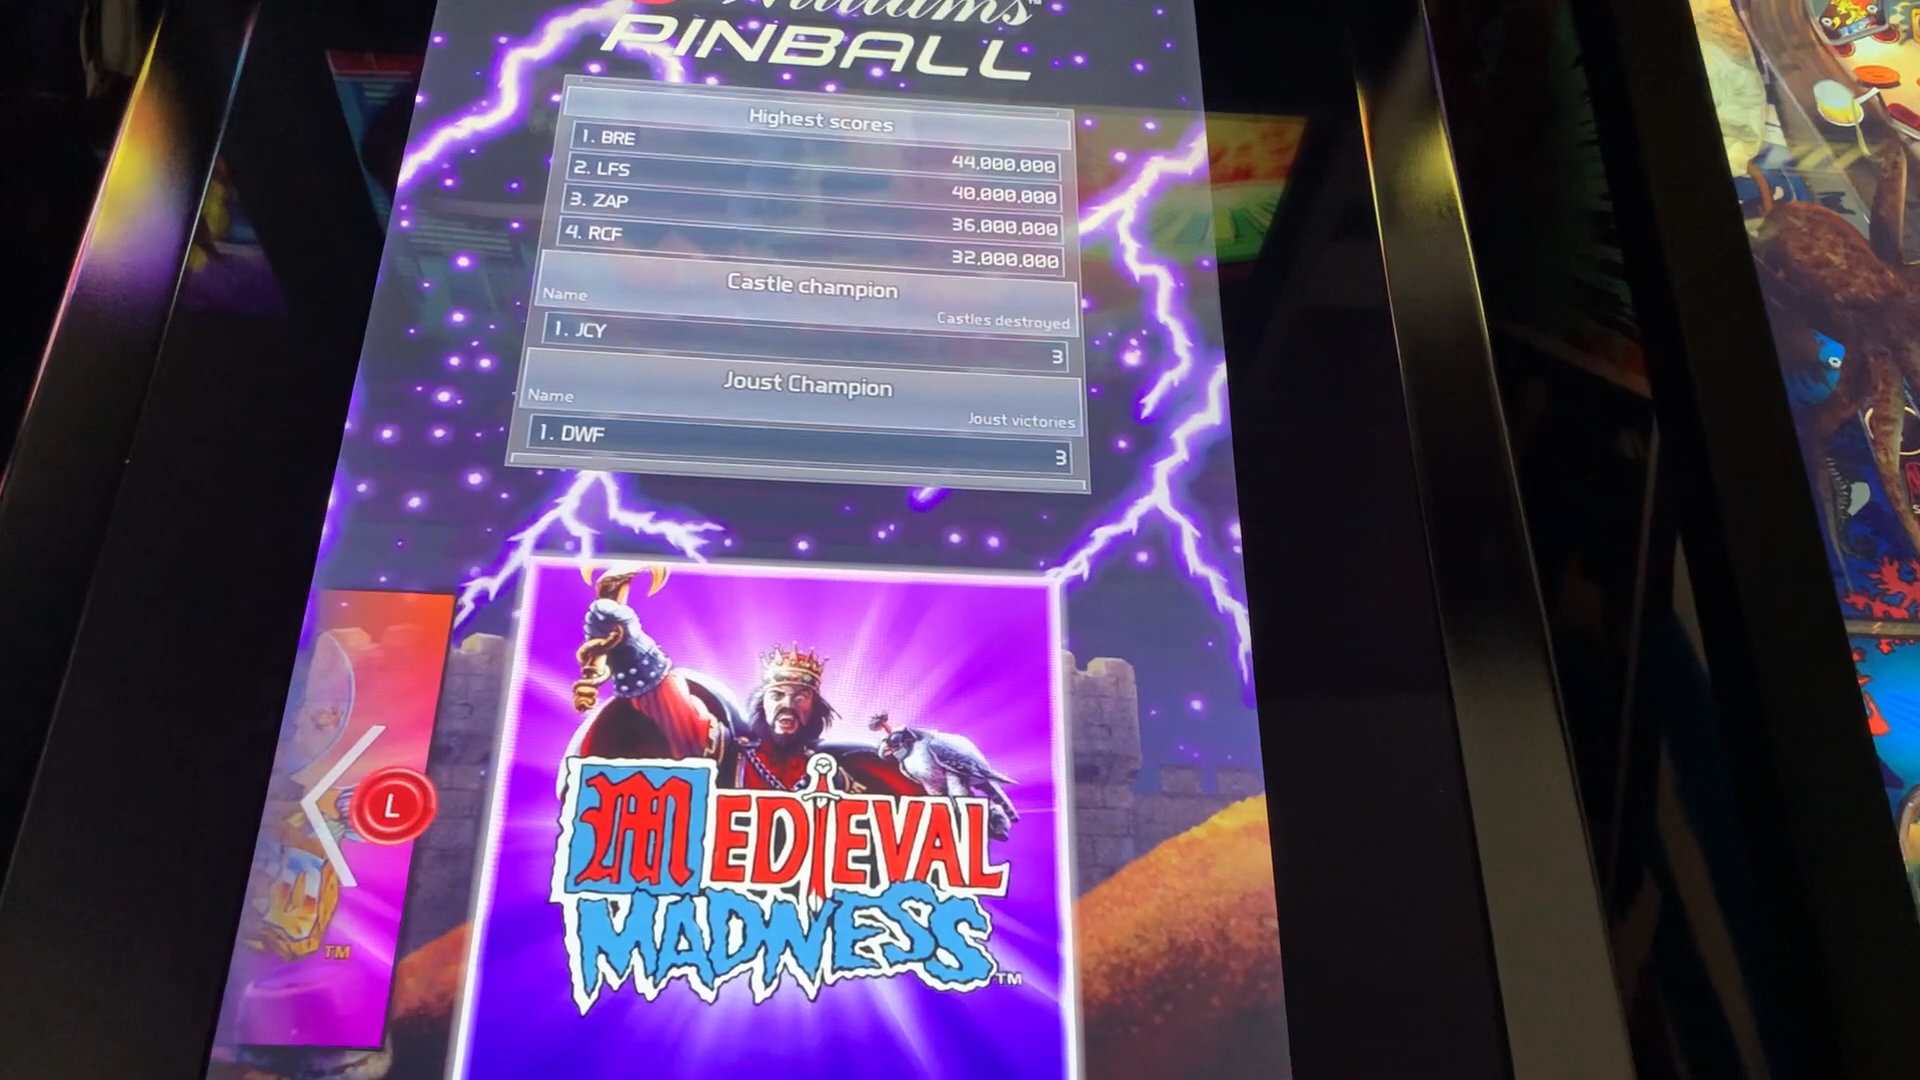 Williams™
PINBALL
Highest scores
1. BRE 44,000,000
2. LFS 40,000,000
3. ZAP 36,000,000
4. RCF 32,000,000
Castle champion
Name Castles destroyed
1. JCY 3
Joust Champion
Name Joust victories
1. DWF 3
L
TM
MEDIEVAL
MADNESS™